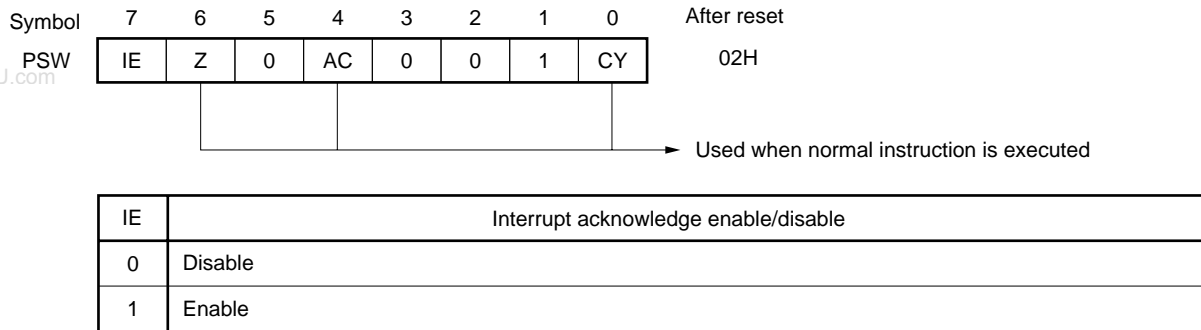 Symbol 7 6 5 4 3 2 1 0 After reset
PSW IE Z 0 AC 0 0 1 CY 02H
U.com
Used when normal instruction is executed
IE Interrupt acknowledge enable/disable
0 Disable
1 Enable